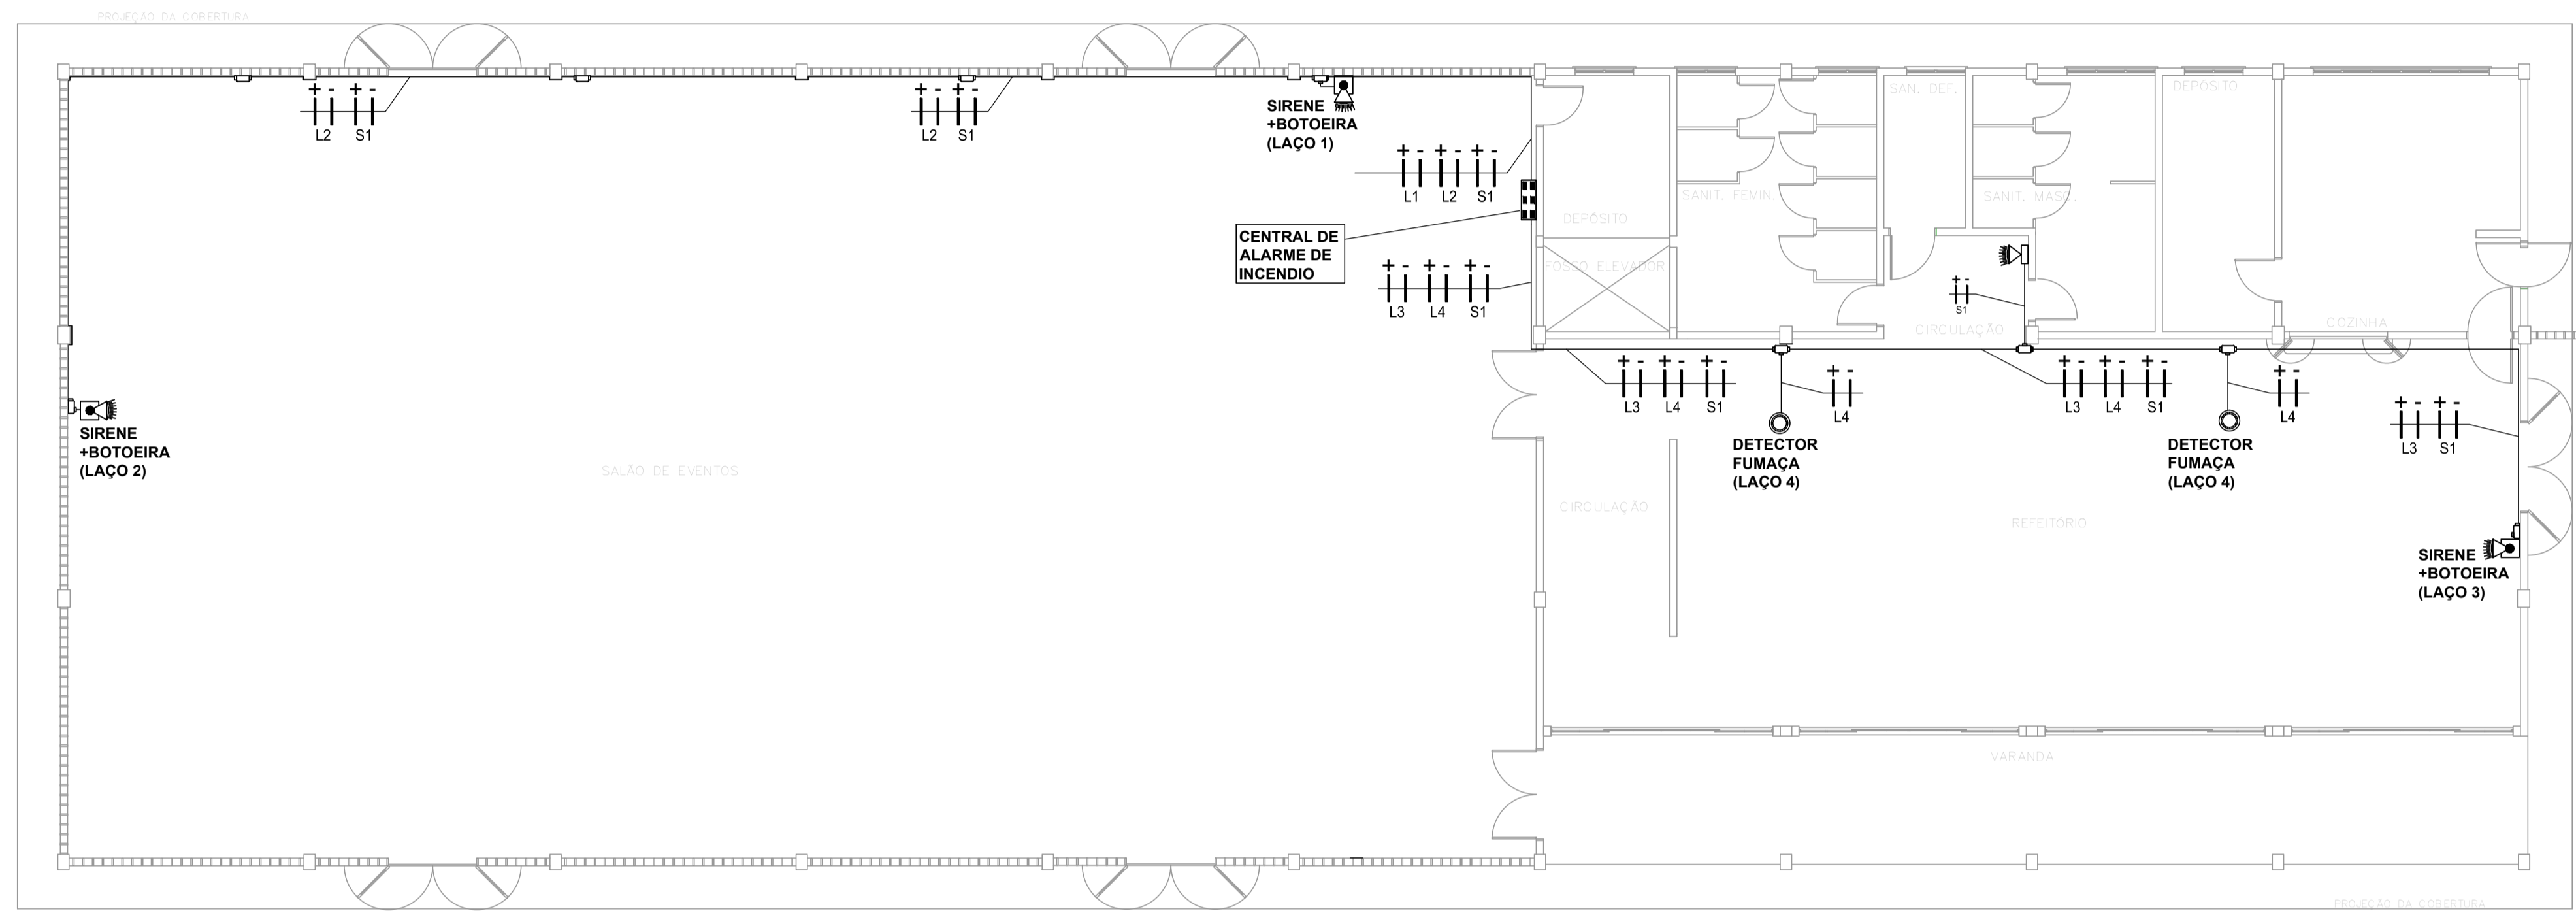 PROJEÇÃO DA COBERTURA
+ - + -
L2 S1
+ - + -
L2 S1
SIRENE
+BOTOEIRA
(LAÇO 1)
+ - + - + -
L1 L2 S1
CENTRAL DE
ALARME DE
INCENDIO
+ - + - + -
L3 L4 S1
DEPÓSITO
FOSSO ELEVADOR
SANIT. FEMIN.
SAN. DEF.
SANIT. MASC.
DEPÓSITO
+ -
S1
CIRCULAÇÃO
COZINHA
SIRENE
+BOTOEIRA
(LAÇO 2)
SALÃO DE EVENTOS
+ - + - + -
L3 L4 S1
+ -
L4
DETECTOR
FUMAÇA
(LAÇO 4)
+ - + - + -
L3 L4 S1
+ -
L4
DETECTOR
FUMAÇA
(LAÇO 4)
+ - + -
L3 S1
CIRCULAÇÃO
REFEITÓRIO
SIRENE
+BOTOEIRA
(LAÇO 3)
VARANDA
PROJEÇÃO DA COBERTURA